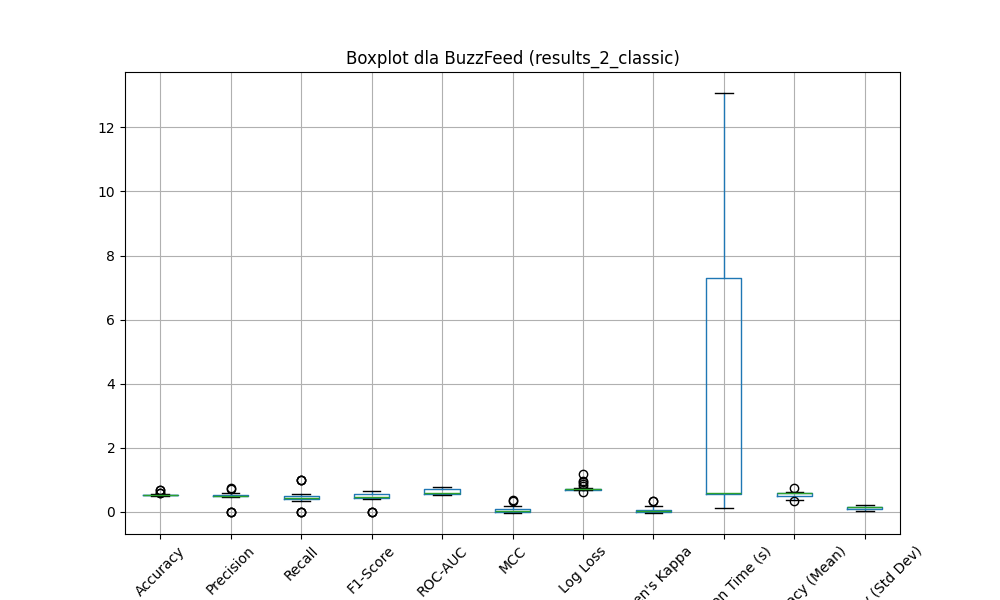 Boxplot dla BuzzFeed (results_2_classic)
12
10
8
6
4
2
0
Accuracy
Precision
Recall
F1-Score
ROC-AUC
MCC
Log Loss
en's Kappa
on Time (s)
acy (Mean)
(Std Dev)